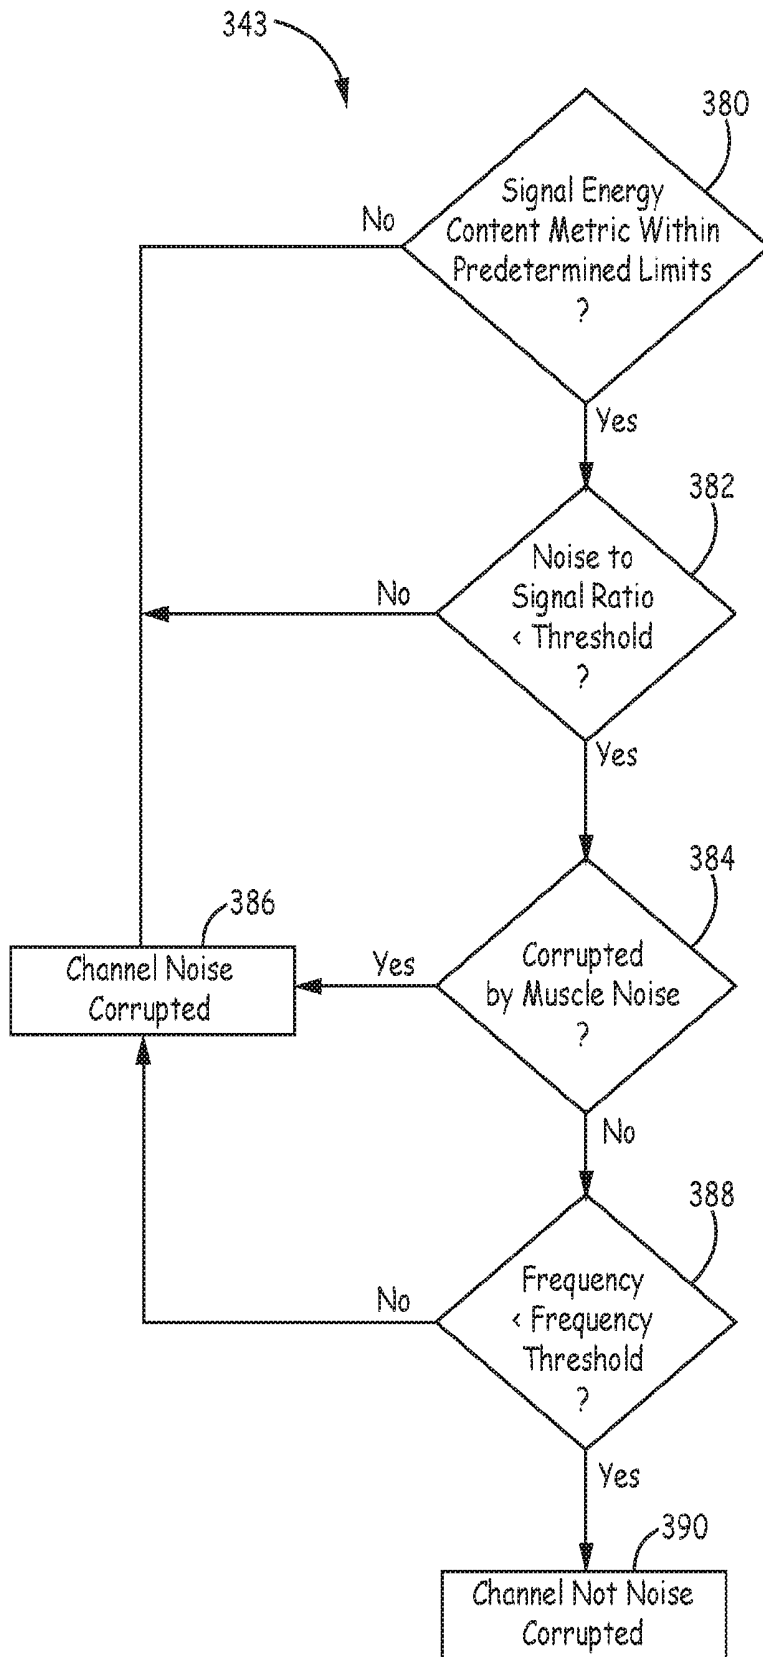 343
380
Signal Energy
Content Metric Within
Predetermined Limits
?
No
Yes
382
Noise to
Signal Ratio
< Threshold
?
No
Yes
384
Corrupted
by Muscle Noise
?
Yes
386
Channel Noise
Corrupted
No
388
Frequency
< Frequency
Threshold
?
No
Yes
390
Channel Not Noise
Corrupted